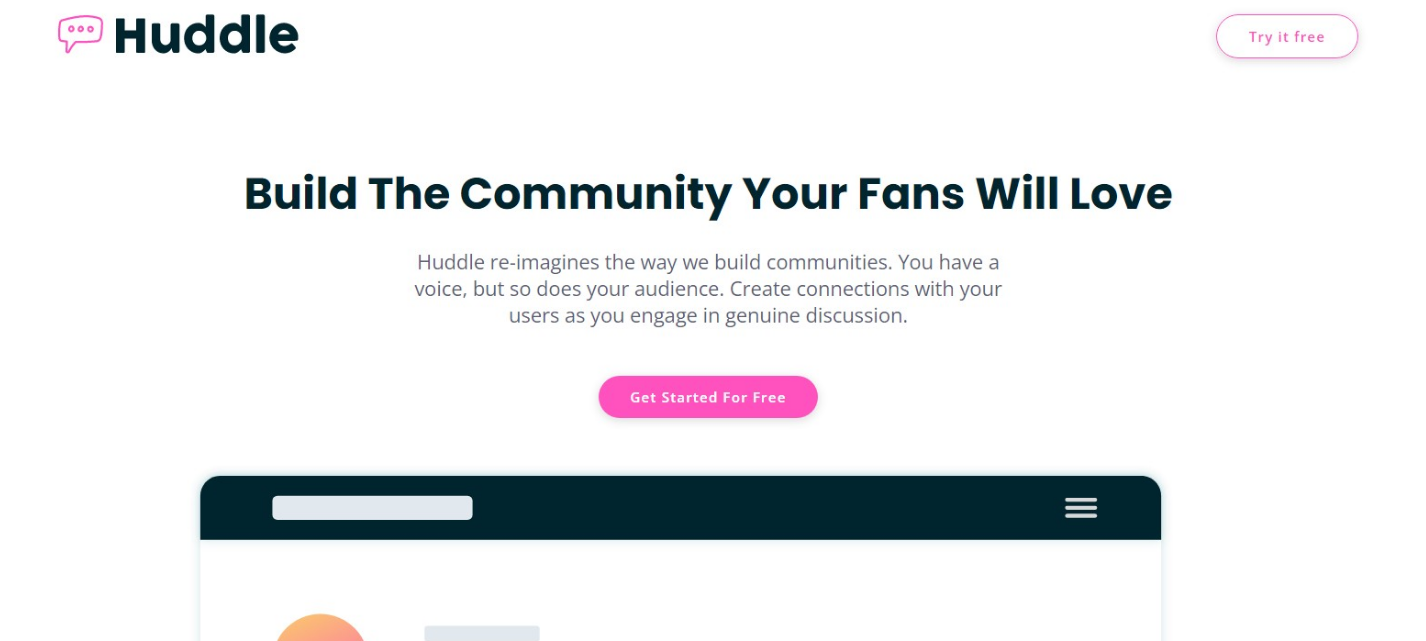 Huddle
Try it free
Build The Community Your Fans Will Love
Huddle re-imagines the way we build communities. You have a
voice, but so does your audience. Create connections with your
users as you engage in genuine discussion.
Get Started For Free